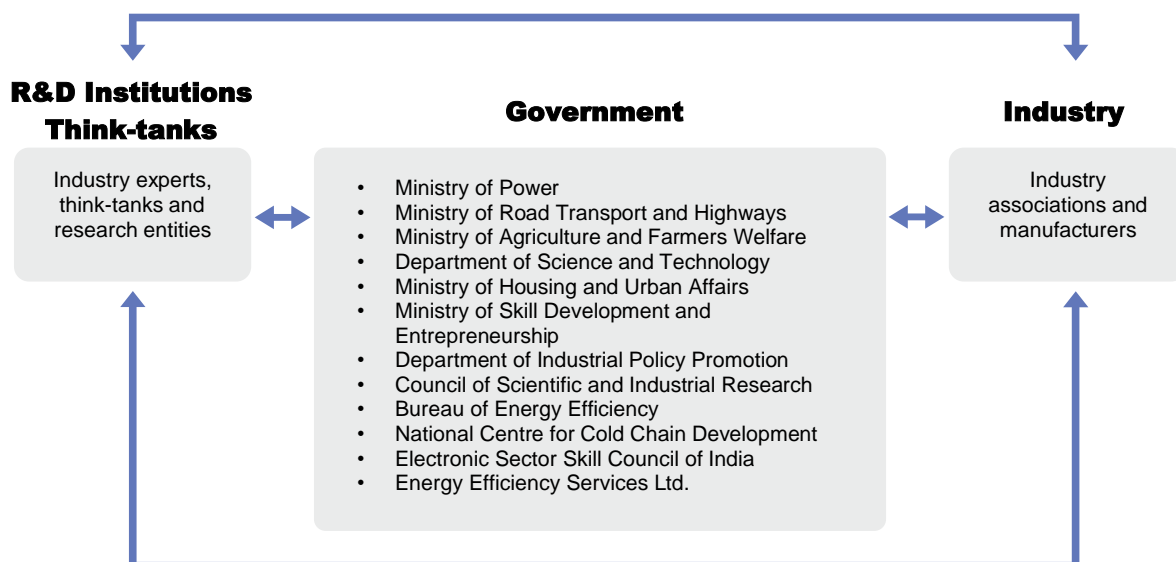 R&D Institutions
Think-tanks
Industry experts,
think-tanks and
research entities
Government
• Ministry of Power
• Ministry of Road Transport and Highways
• Ministry of Agriculture and Farmers Welfare
• Department of Science and Technology
• Ministry of Housing and Urban Affairs
• Ministry of Skill Development and
Entrepreneurship
• Department of Industrial Policy Promotion
• Council of Scientific and Industrial Research
• Bureau of Energy Efficiency
• National Centre for Cold Chain Development
• Electronic Sector Skill Council of India
• Energy Efficiency Services Ltd.
Industry
Industry
associations and
manufacturers